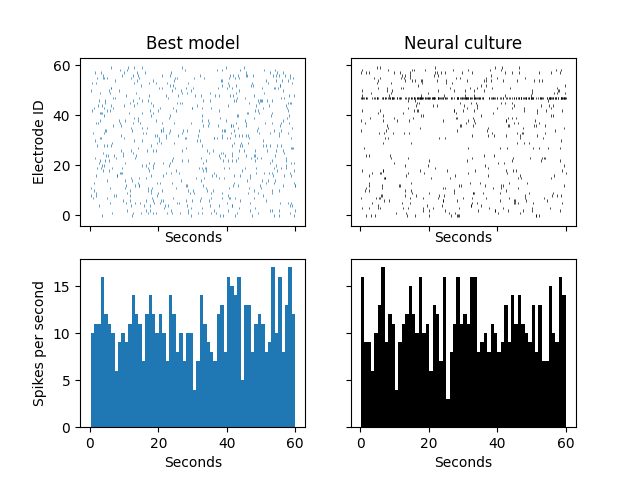 Best model
Neural culture
Electrode ID
60
40
20
0
Seconds
Seconds
Spikes per second
15
10
5
0
0 20 40 60
0 20 40 60
Seconds
Seconds